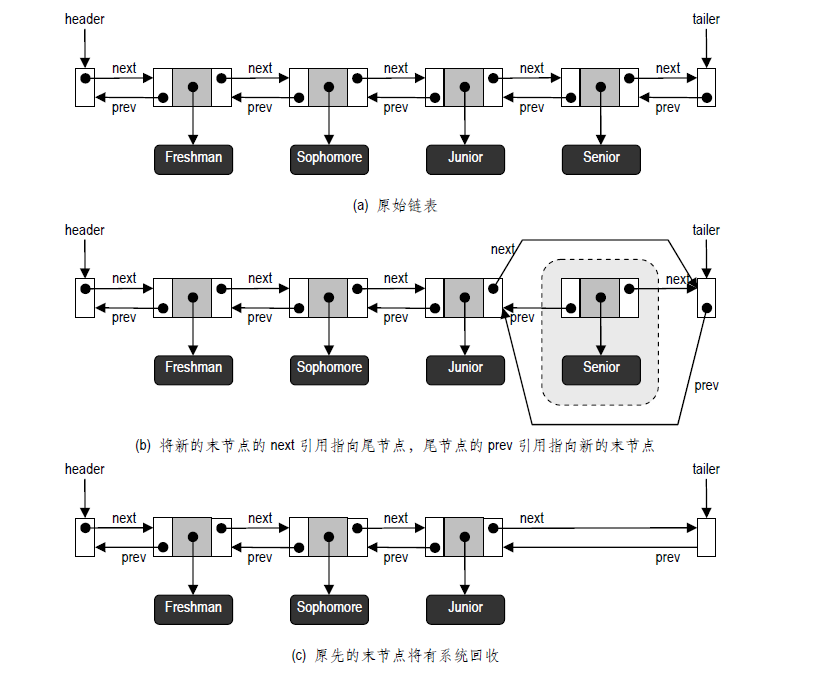 header tailer
next next next next next
prev prev prev prev prev
Freshman Sophomore Junior Senior
(a) 原始链表
header tailer
next
next next next next
prev prev prev prev
Freshman Sophomore Junior Senior
prev
(b) 将新的末节点的 next 引用指向尾节点，尾节点的 prev 引用指向新的末节点
header tailer
next next next next
prev prev prev prev
Freshman Sophomore Junior
(c) 原先的末节点将有系统回收